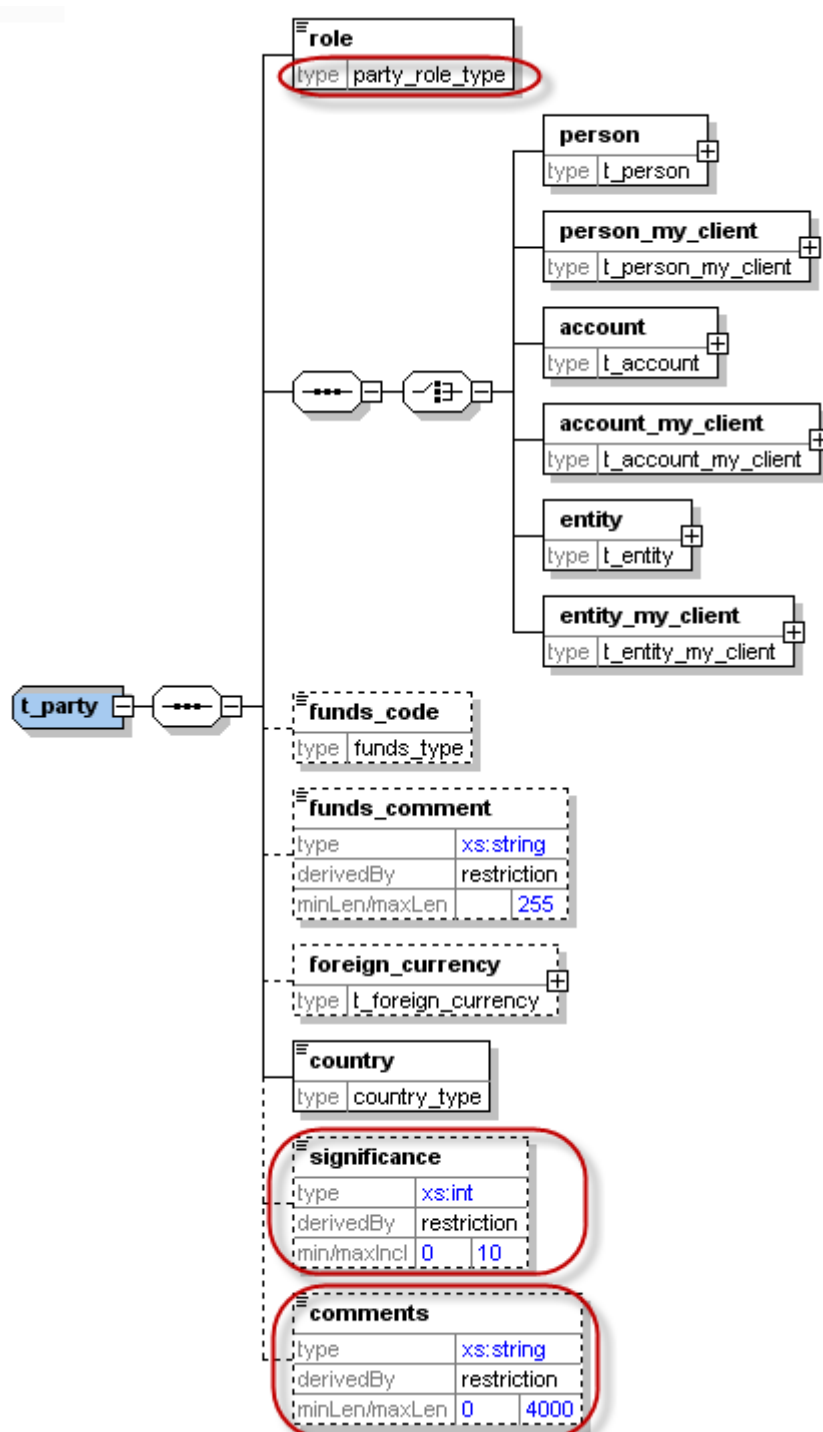 role
type party_role_type
person
type t_person
person_my_client
type t_person_my_client
account
type t_account
account_my_client
type t_account_my_client
entity
type t_entity
entity_my_client
type t_entity_my_client
t_party
funds_code
type funds_type
funds_comment
type xs:string
derivedBy restriction
minLen/maxLen 255
foreign_currency
type t_foreign_currency
country
type country_type
significance
type xs:int
derivedBy restriction
min/maxIncl 0 10
comments
type xs:string
derivedBy restriction
minLen/maxLen 0 4000